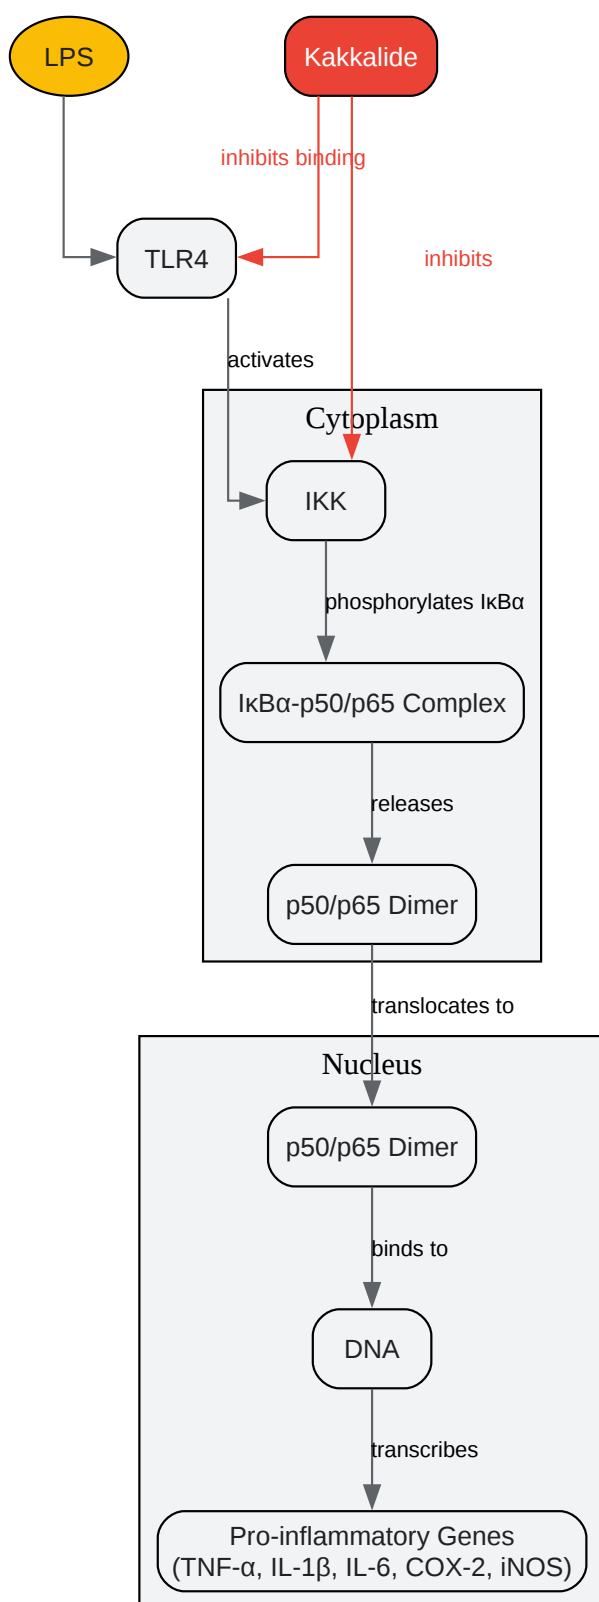 LPS
Kakkalide
inhibits binding
TLR4
inhibits
activates
Cytoplasm
IKK
phosphorylates IκBα
IκBα-p50/p65 Complex
releases
p50/p65 Dimer
translocates to
Nucleus
p50/p65 Dimer
binds to
DNA
transcribes
Pro-inflammatory Genes
(TNF-α, IL-1β, IL-6, COX-2, iNOS)